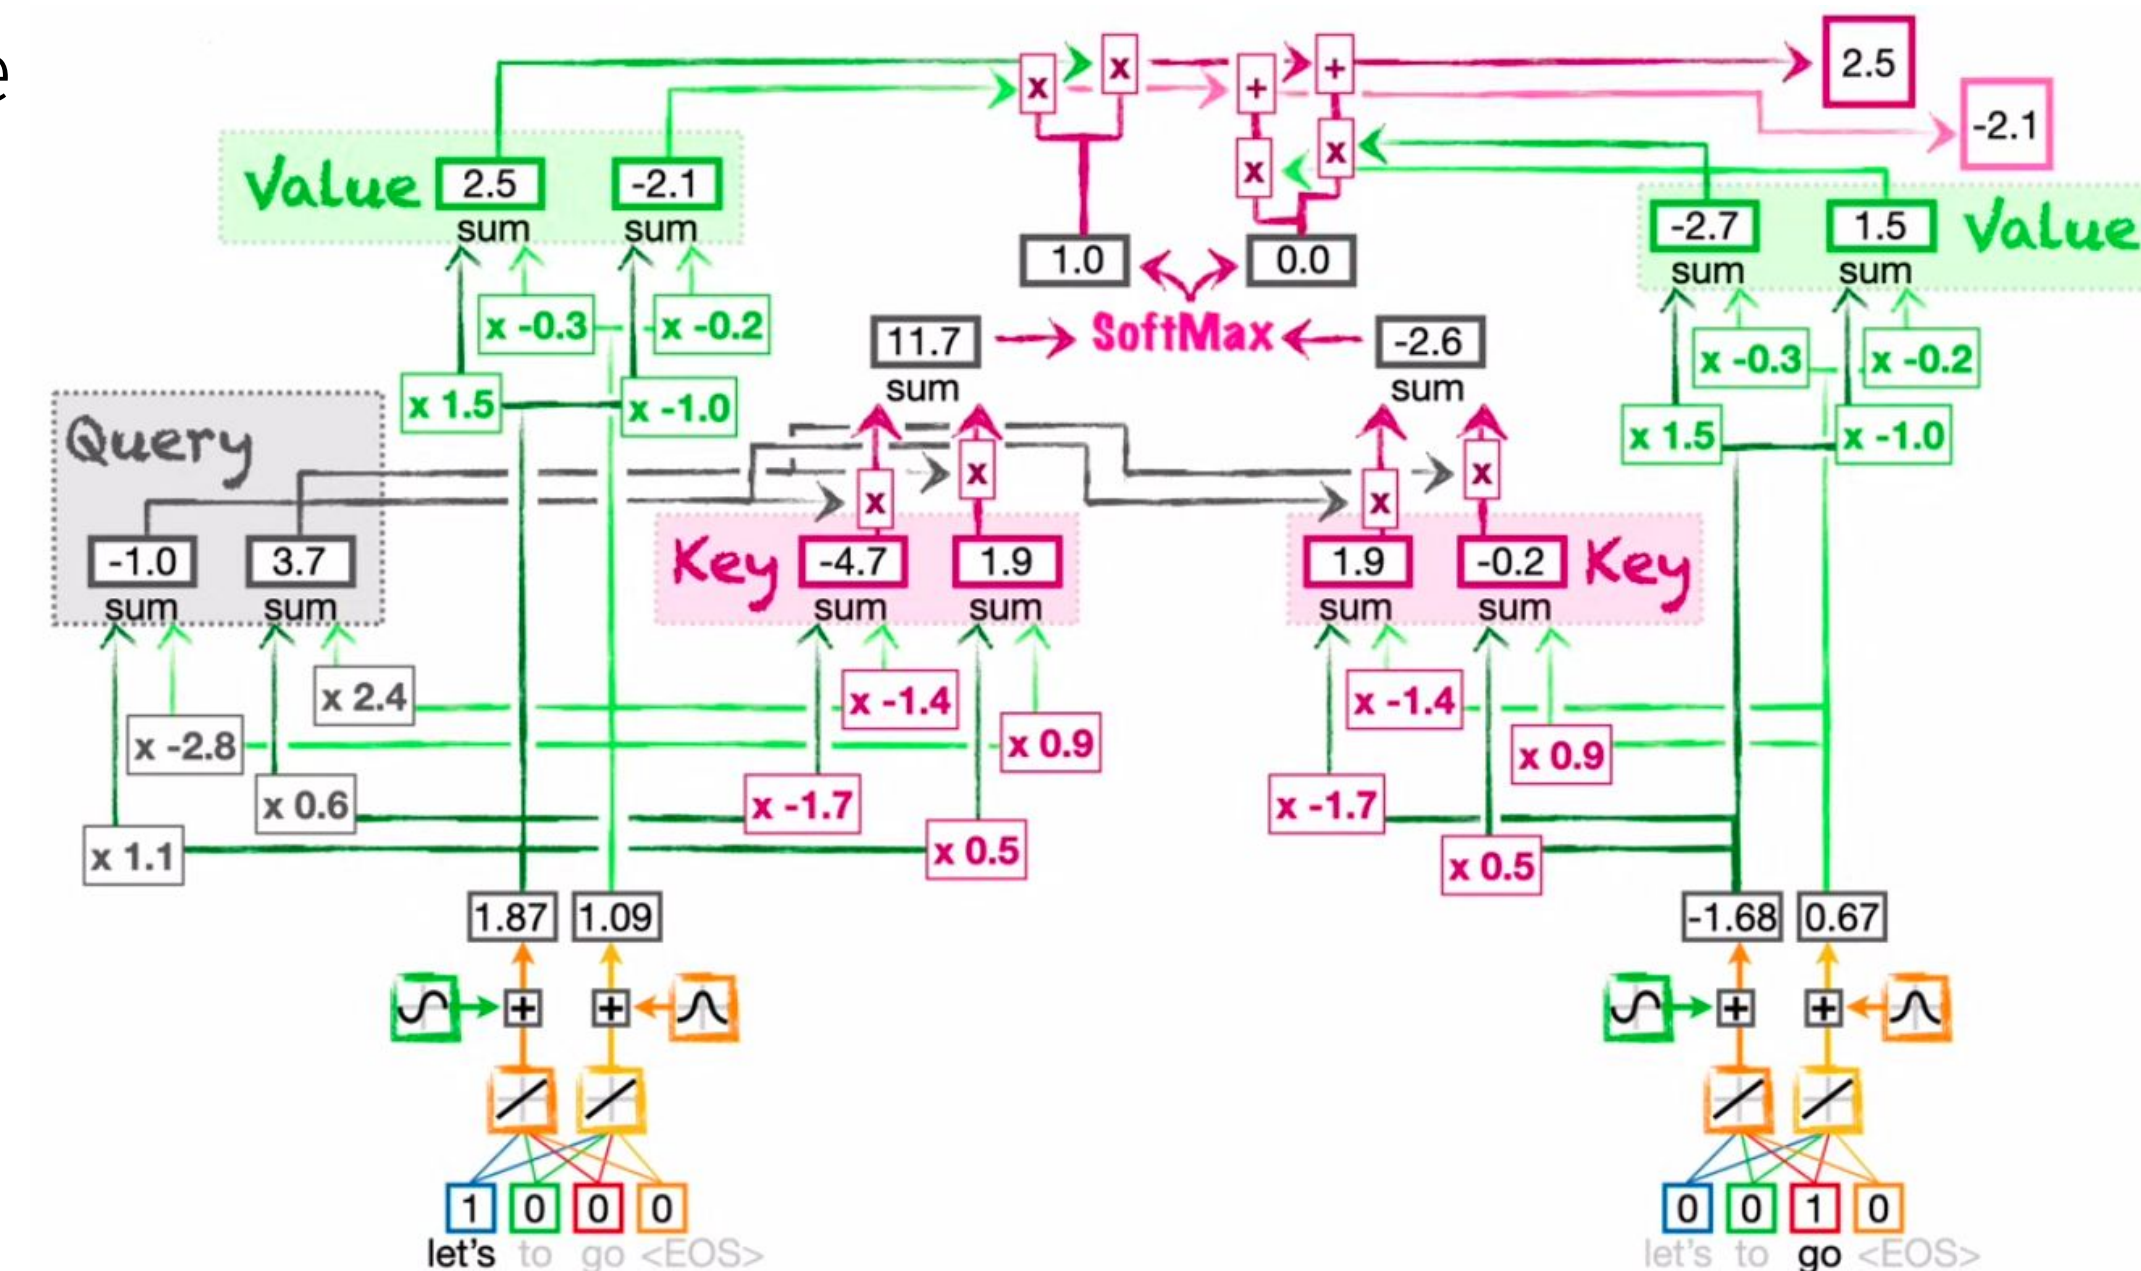 e
x
x
+
+
2.5
-2.1
x
x
Value
2.5
-2.1
sum
sum
1.0
0.0
-2.7
1.5
Value
sum
sum
x -0.3
x -0.2
11.7
SoftMax
-2.6
sum
sum
x -0.3
x -0.2
x 1.5
x -1.0
x 1.5
x -1.0
Query
x
x
x
x
-1.0
3.7
sum
sum
Key
-4.7
1.9
sum
sum
1.9
-0.2
Key
sum
sum
x 2.4
x -1.4
x -1.4
x -2.8
x 0.9
x 0.9
x 0.6
x -1.7
x -1.7
x 1.1
x 0.5
x 0.5
1.87
1.09
-1.68
0.67
+
+
+
+
1 0 0 0
let's to go <EOS>
0 0 1 0
let's to go <EOS>